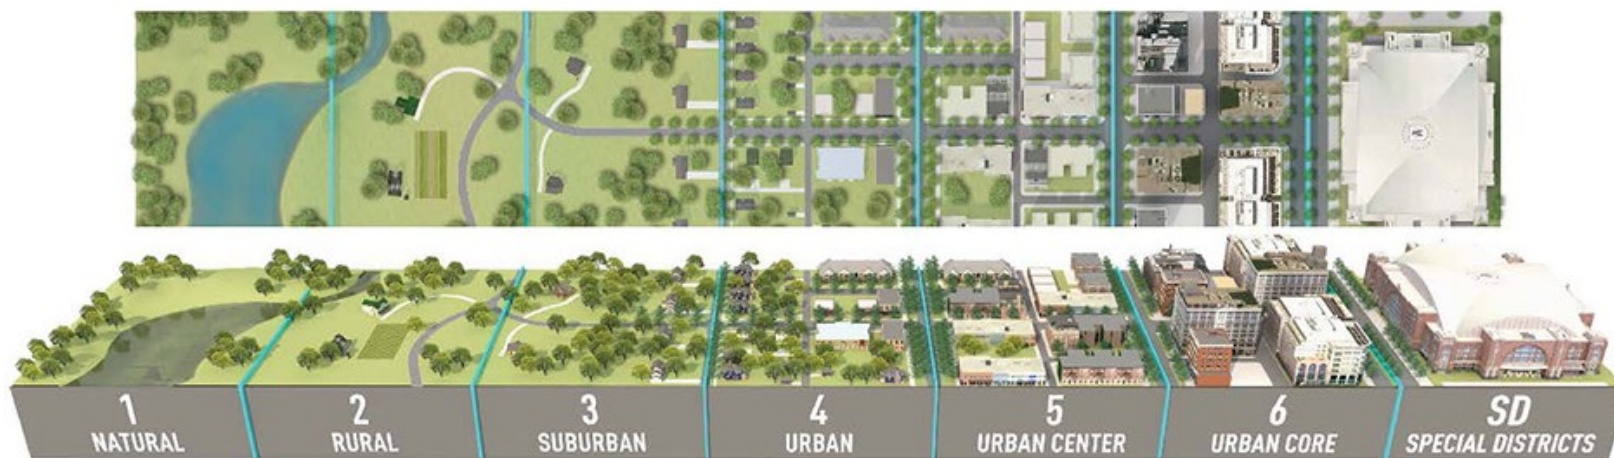 1
NATURAL
2
RURAL
3
SUBURBAN
4
URBAN
5
URBAN CENTER
6
URBAN CORE
SD
SPECIAL DISTRICTS